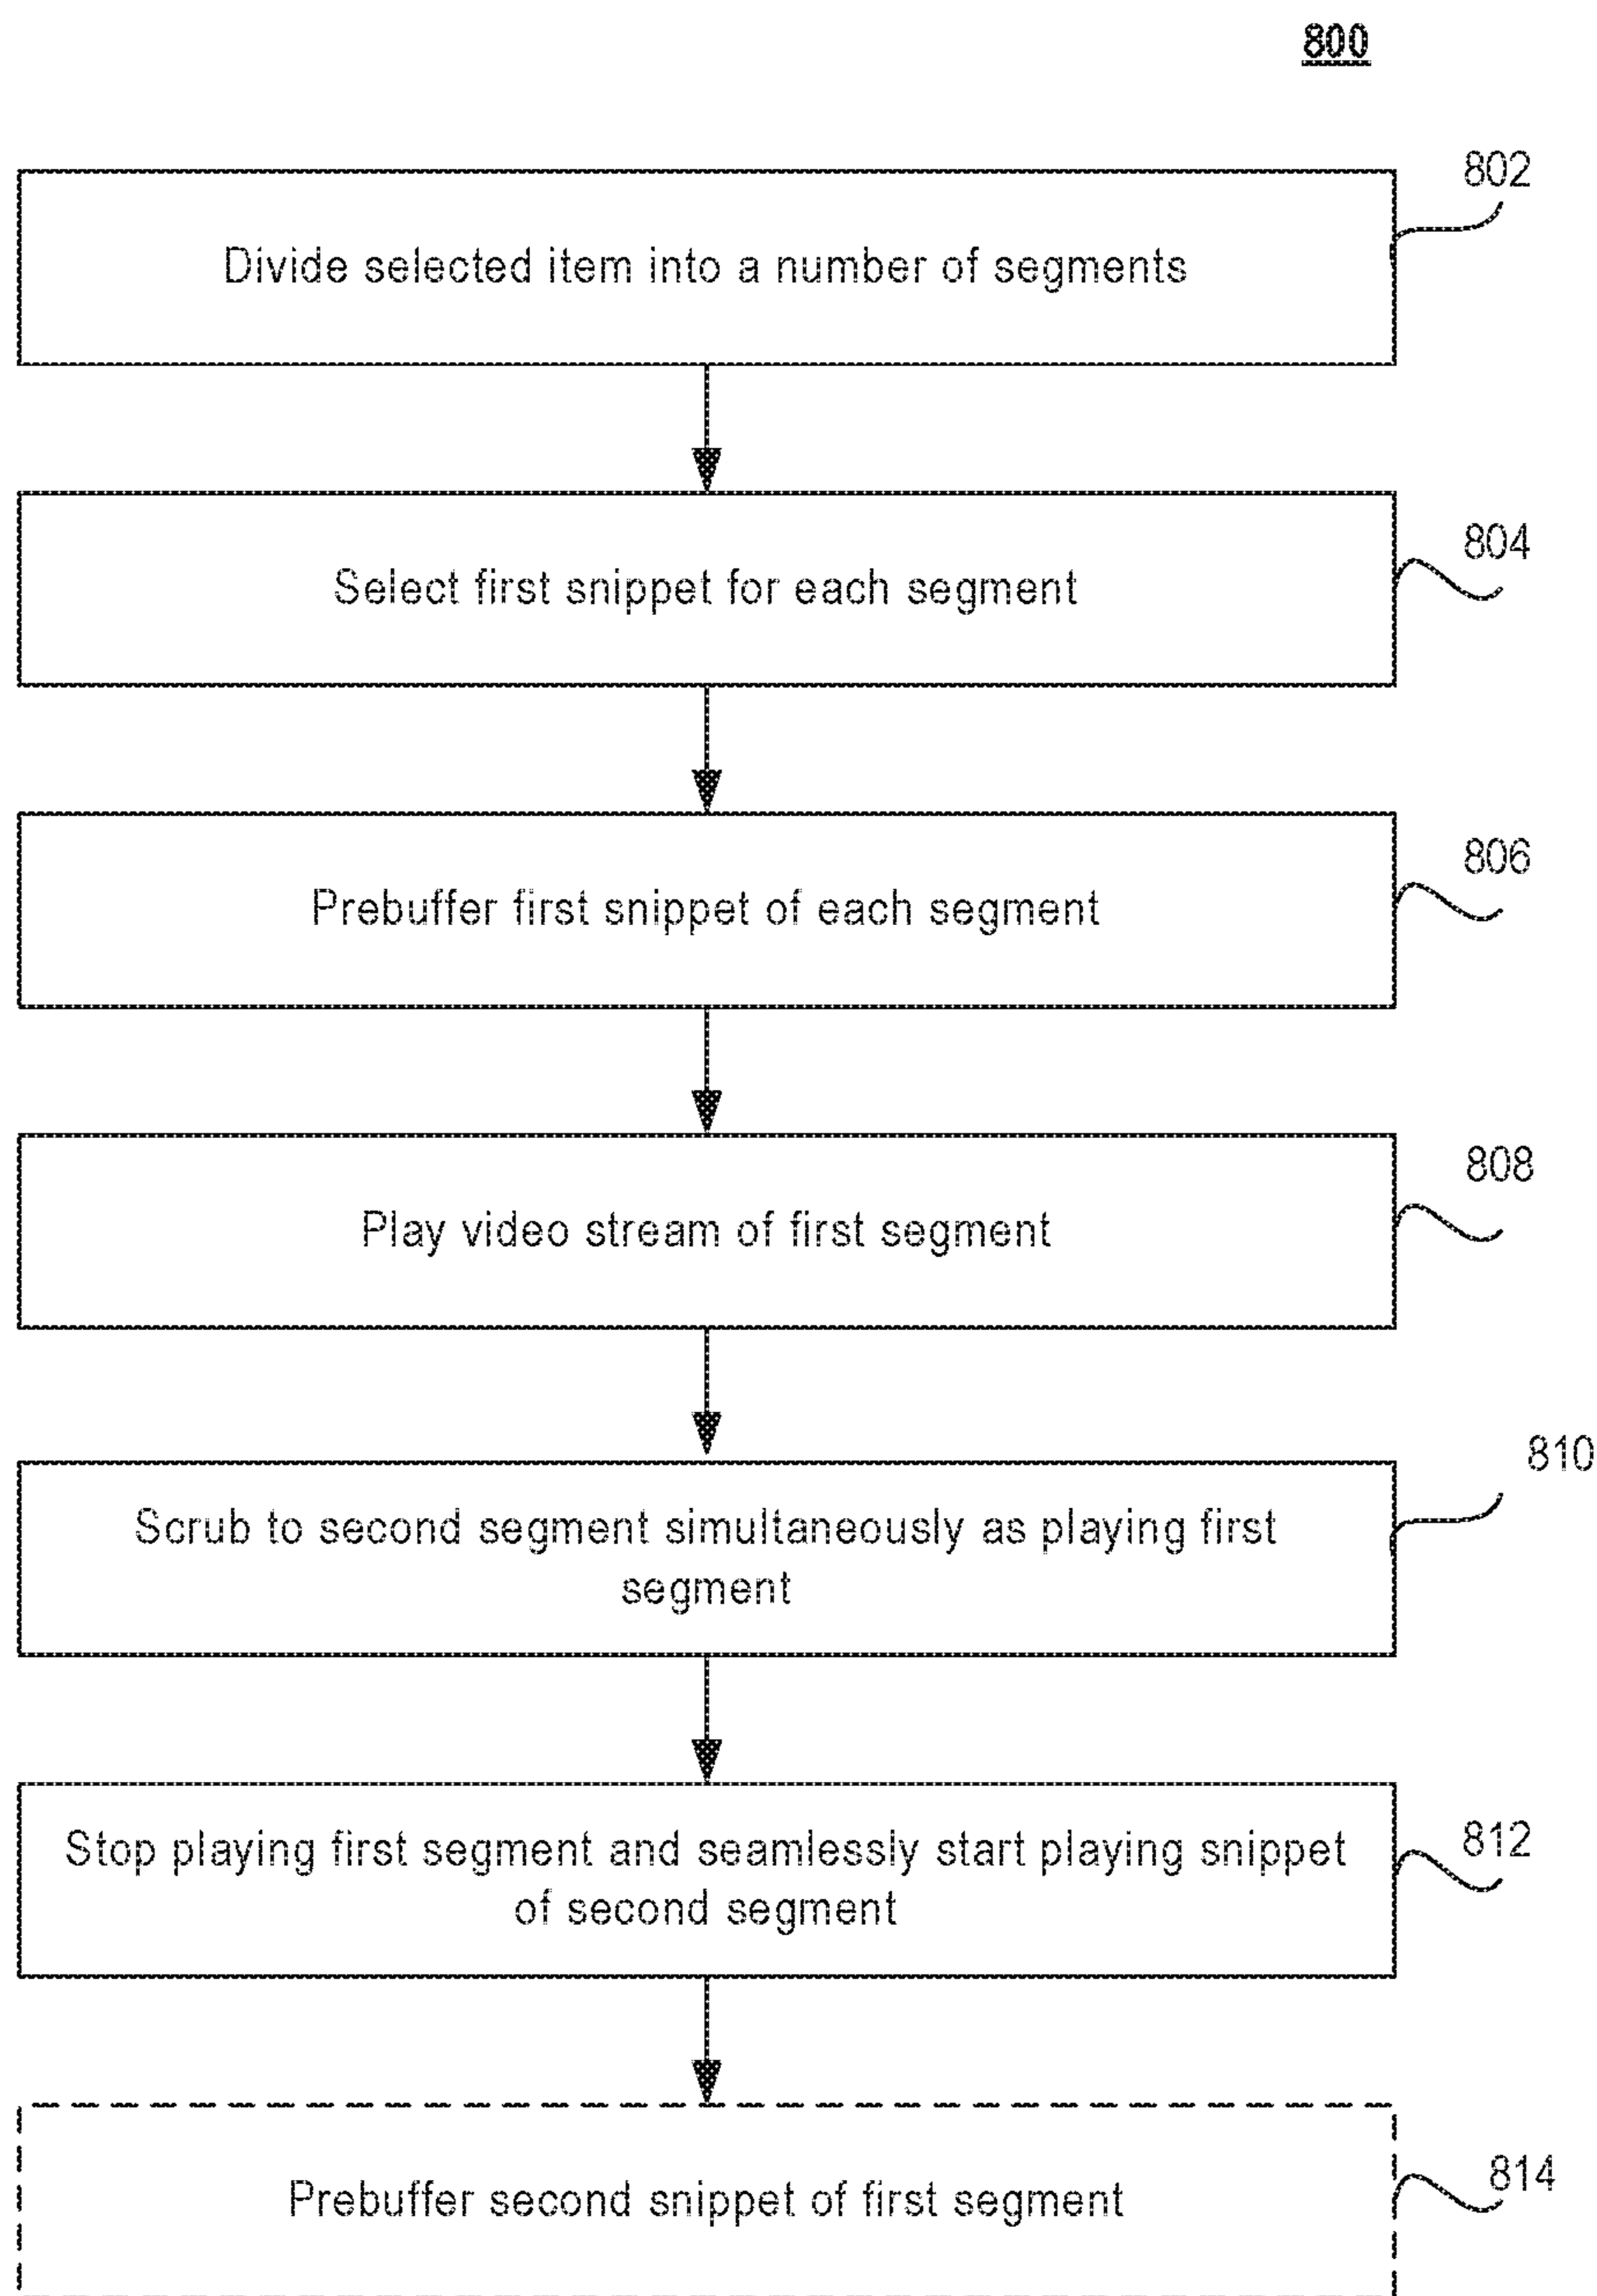 800
802
Divide selected item into a number of segments
804
Select first snippet for each segment
806
Prebuffer first snippet of each segment
808
Play video stream of first segment
810
Scrub to second segment simultaneously as playing first
segment
812
Stop playing first segment and seamlessly start playing snippet
of second segment
814
Prebuffer second snippet of first segment